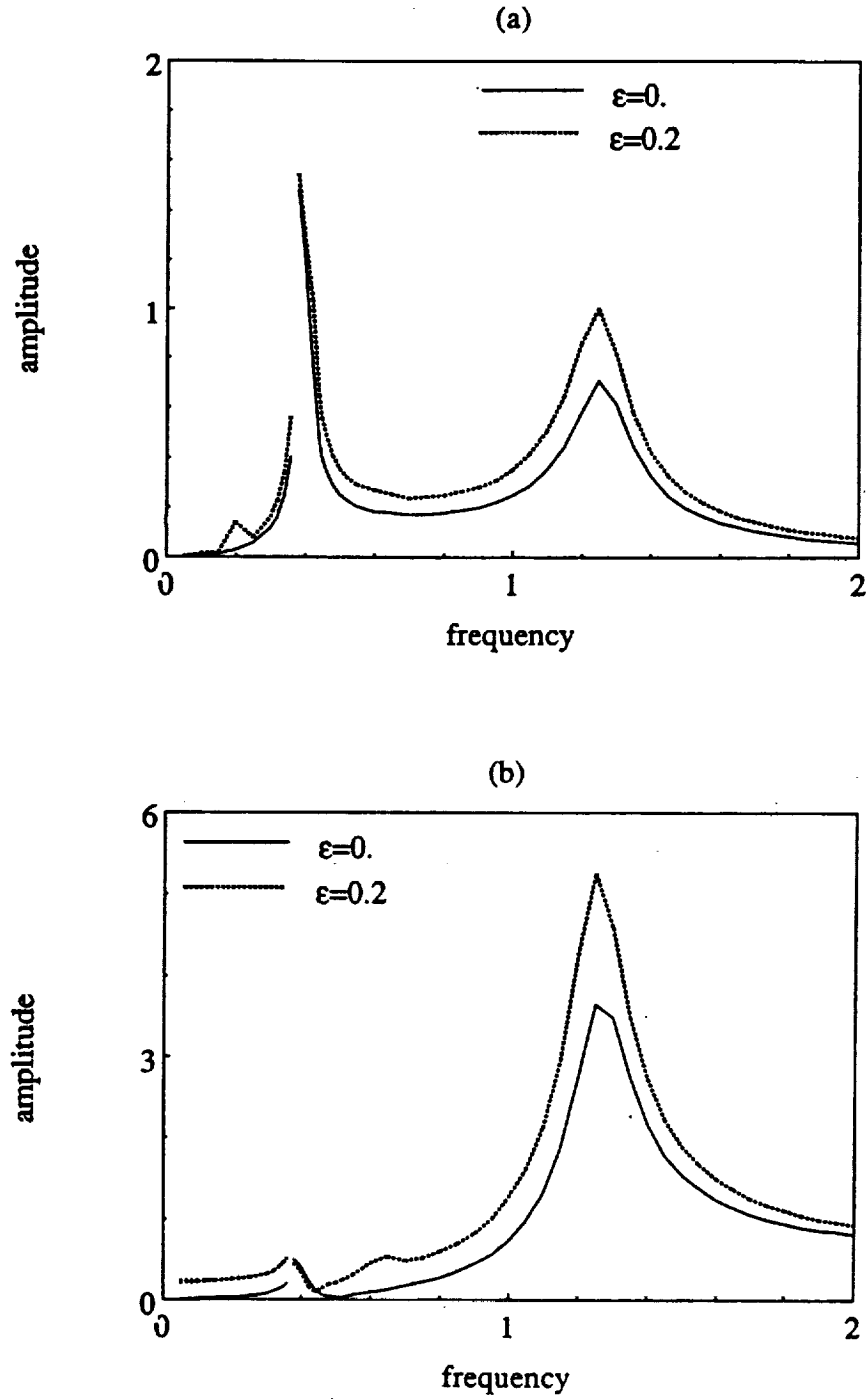 (a)
2
ε=0.
ε=0.2
amplitude
1
0
0
1
2
frequency
(b)
6
ε=0.
ε=0.2
amplitude
3
0
0
1
2
frequency